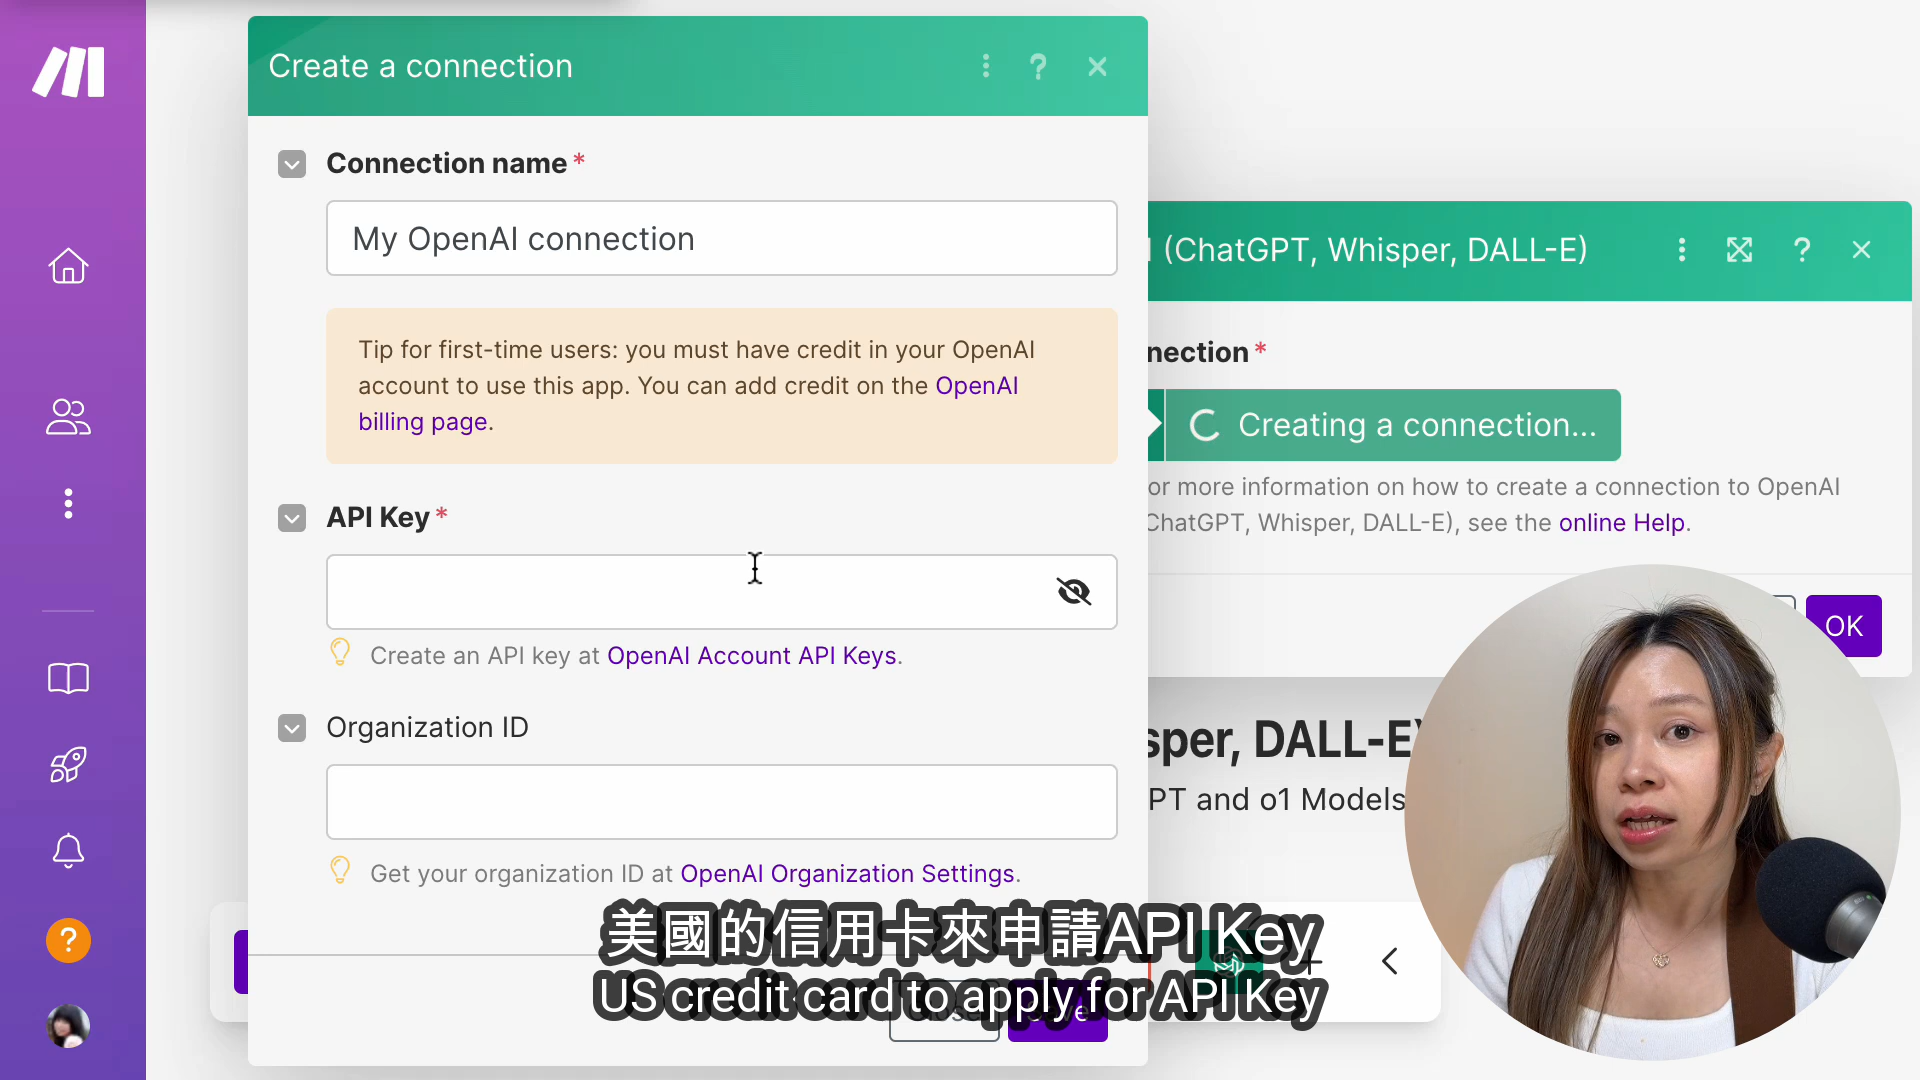 Create a connection
Connection name *
My OpenAI connection
Tip for first-time users: you must have credit in your OpenAI
account to use this app. You can add credit on the OpenAI
billing page.
API Key *
Create an API key at OpenAI Account API Keys.
Organization ID
Get your organization ID at OpenAI Organization Settings.
(ChatGPT, Whisper, DALL-E)
nection *
Creating a connection...
or more information on how to create a connection to OpenAI
ChatGPT, Whisper, DALL-E), see the online Help.
OK
sper, DALL-E)
PT and o1 Models
美國的信用卡來申請API Key
US credit card to apply for API Key